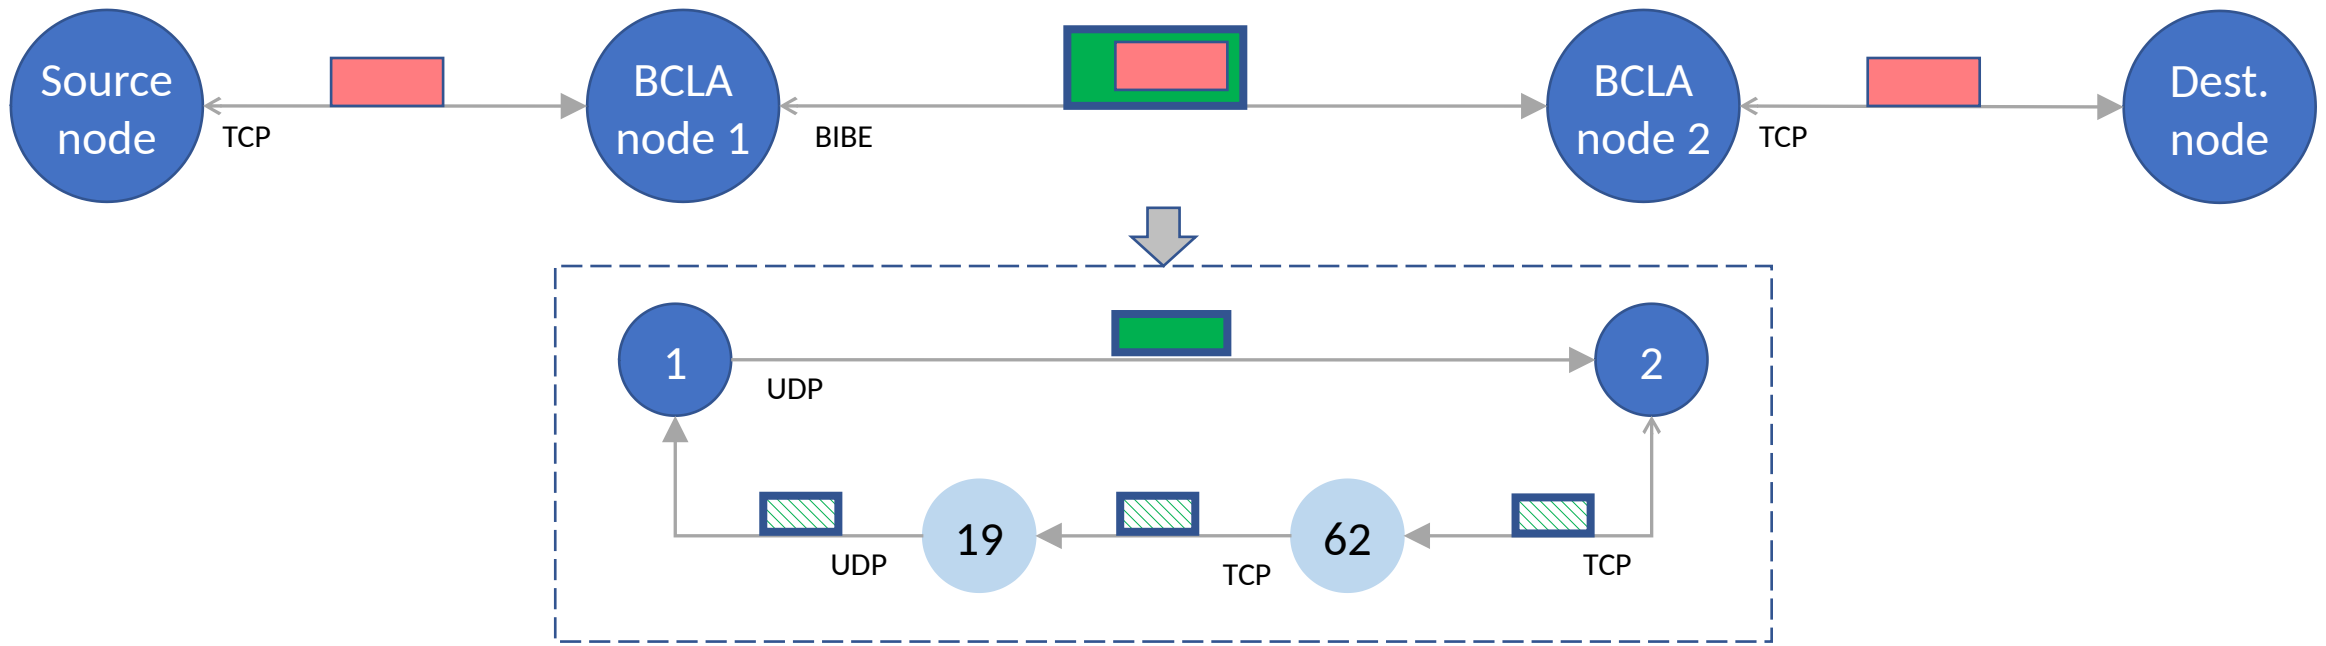 Source
node
TCP
BCLA
node 1
BIBE
BCLA
node 2
TCP
Dest.
node
1
UDP
2
UDP
19
TCP
62
TCP